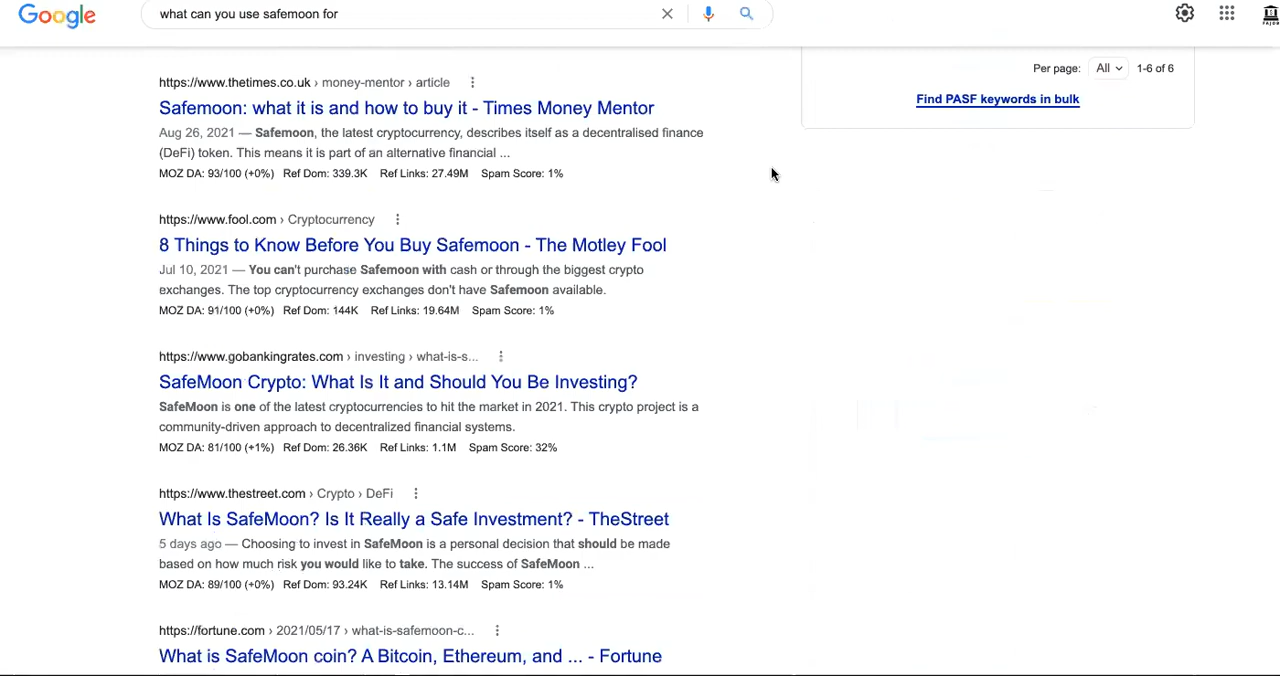 Google
what can you use safemoon for
Per page: All 1-6 of 6
Find PASF keywords in bulk
https://www.thetimes.co.uk › money-mentor › article
Safemoon: what it is and how to buy it - Times Money Mentor
Aug 26, 2021 — Safemoon, the latest cryptocurrency, describes itself as a decentralised finance
(DeFi) token. This means it is part of an alternative financial ...
MOZ DA: 93/100 (+0%) Ref Dom: 339.3K Ref Links: 27.49M Spam Score: 1%
https://www.fool.com › Cryptocurrency
8 Things to Know Before You Buy Safemoon - The Motley Fool
Jul 10, 2021 — You can't purchase Safemoon with cash or through the biggest crypto
exchanges. The top cryptocurrency exchanges don't have Safemoon available.
MOZ DA: 91/100 (+0%) Ref Dom: 144K Ref Links: 19.64M Spam Score: 1%
https://www.gobankingrates.com › investing › what-is-s...
SafeMoon Crypto: What Is It and Should You Be Investing?
SafeMoon is one of the latest cryptocurrencies to hit the market in 2021. This crypto project is a
community-driven approach to decentralized financial systems.
MOZ DA: 81/100 (+1%) Ref Dom: 26.36K Ref Links: 1.1M Spam Score: 32%
https://www.thestreet.com › Crypto › DeFi
What Is SafeMoon? Is It Really a Safe Investment? - TheStreet
5 days ago — Choosing to invest in SafeMoon is a personal decision that should be made
based on how much risk you would like to take. The success of SafeMoon ...
MOZ DA: 89/100 (+0%) Ref Dom: 93.24K Ref Links: 13.14M Spam Score: 1%
https://fortune.com › 2021/05/17 › what-is-safemoon-c...
What is SafeMoon coin? A Bitcoin, Ethereum, and ... - Fortune